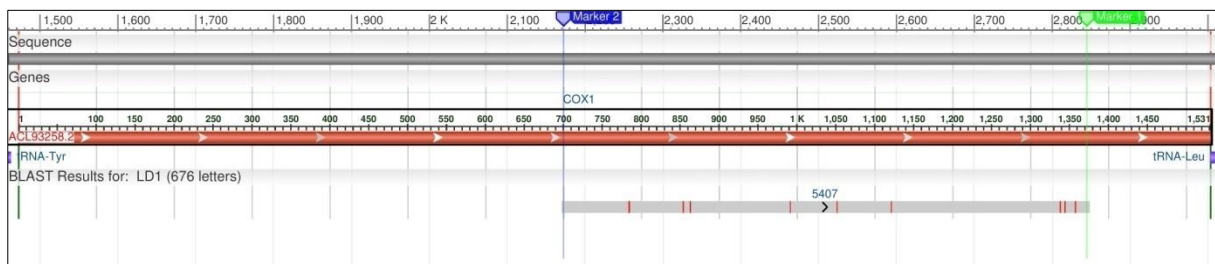 1,500 1,600 1,700 1,800 1,900 2 K 2,100 Marker 2 2,300 2,400 2,500 2,600 2,700 2,800 Marker 2,900
Sequence
Genes
COX1
1 100 150 200 250 300 350 400 450 500 550 600 650 700 750 800 850 900 950 1 K 1,050 1,100 1,150 1,200 1,250 1,300 1,350 1,400 1,450 1,531
ACL93258.2
tRNA-Tyr tRNA-Leu
BLAST Results for: LD1 (676 letters)
5407